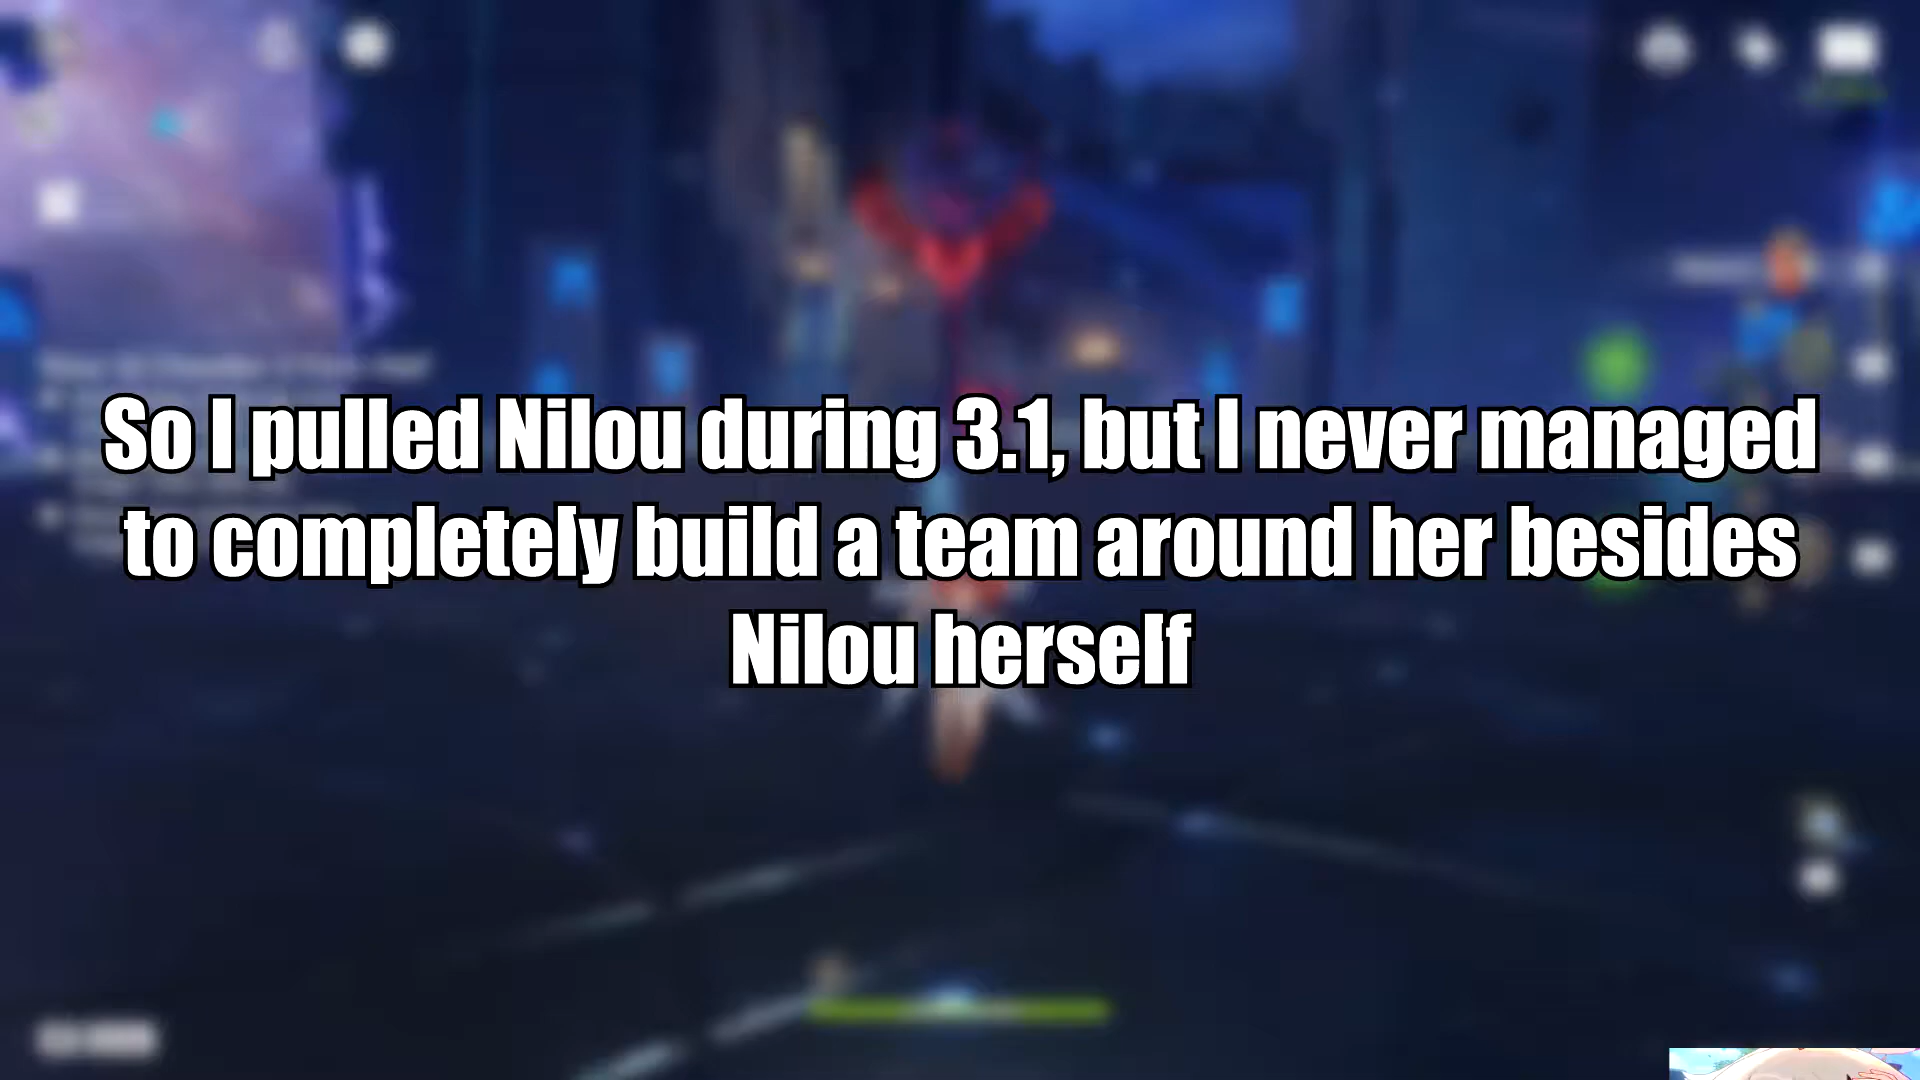 So I pulled Nilou during 3.1, but I never managed
to completely build a team around her besides
Nilou herself